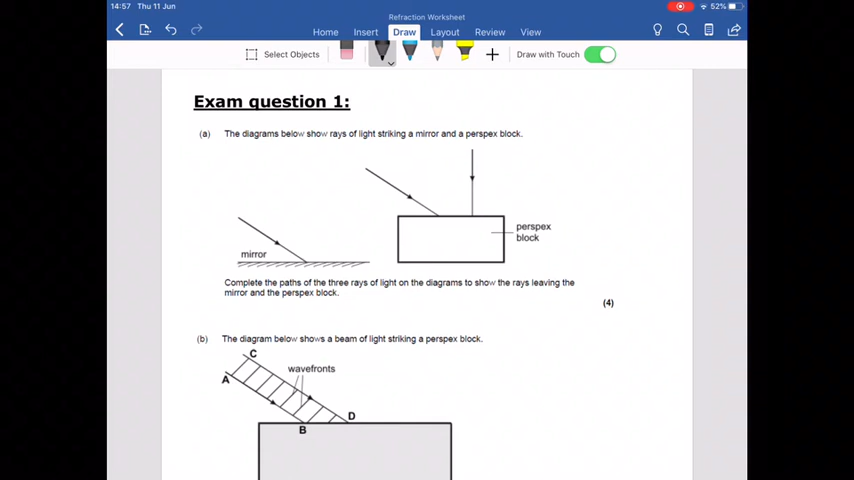 14:57 Thu 11 Jun
52%
Refraction Worksheet
Home Insert Draw Layout Review View
Select Objects
Draw with Touch
Exam question 1:
(a) The diagrams below show rays of light striking a mirror and a perspex block.
mirror
perspex
block
Complete the paths of the three rays of light on the diagrams to show the rays leaving the
mirror and the perspex block.
(4)
(b) The diagram below shows a beam of light striking a perspex block.
C
wavefronts
A
D
B